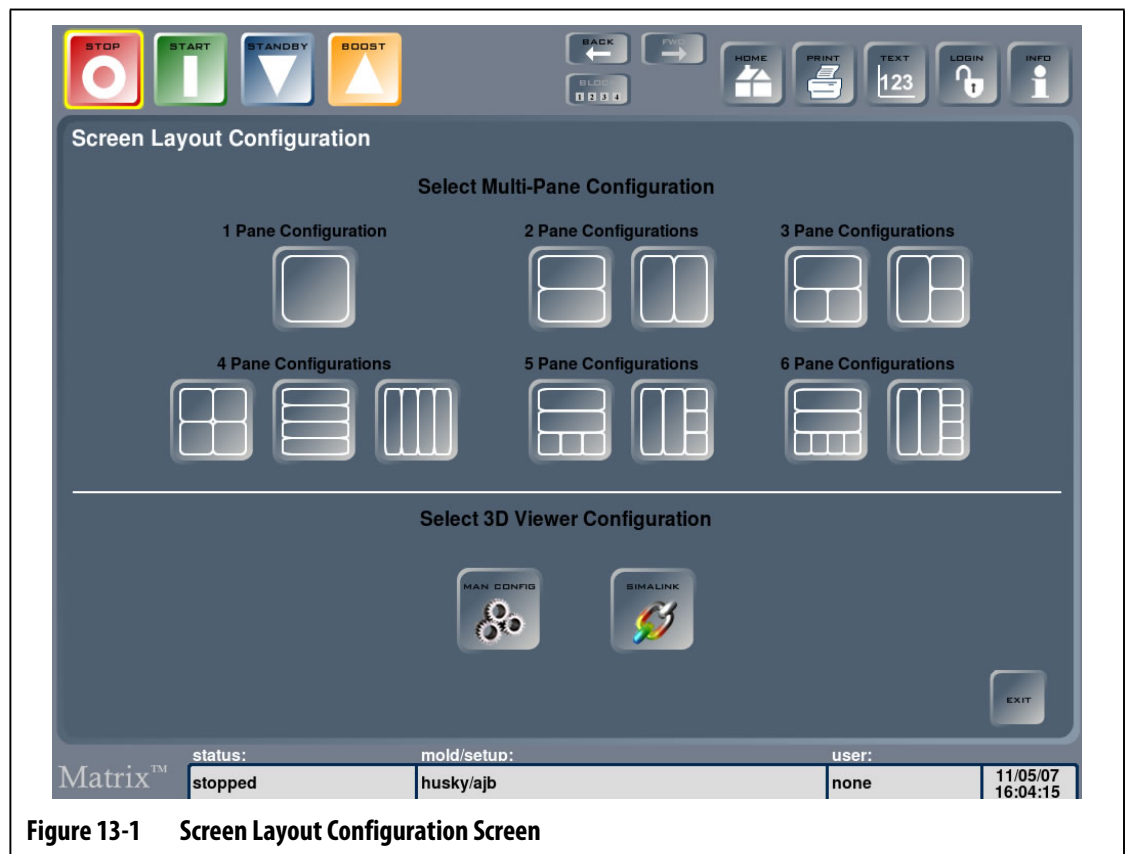 STOP START STANDBY BOOST BACK FWD HOME PRINT TEXT LOGIN INFO
123
BLOCK
1 2 3 4
Screen Layout Configuration
Select Multi-Pane Configuration
1 Pane Configuration 2 Pane Configurations 3 Pane Configurations
4 Pane Configurations 5 Pane Configurations 6 Pane Configurations
Select 3D Viewer Configuration
MAN CONFIG SIMALINK
EXIT
status: mold/setup: user:
Matrix™ stopped husky/ajb none 11/05/07
16:04:15
Figure 13-1 Screen Layout Configuration Screen